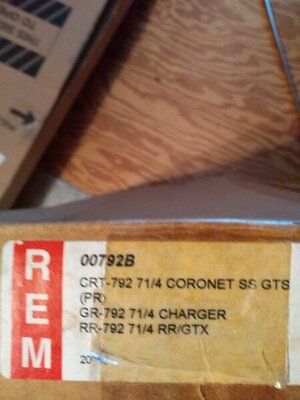 REM
00792B
CRT-792 71/4 CORONET SS GTS
(PR)
GR-792 71/4 CHARGER
RR-792 71/4 RR/GTX